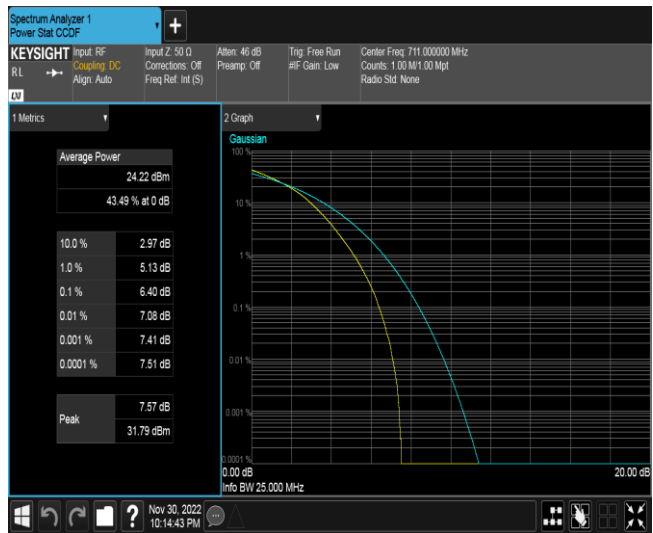 Spectrum Analyzer 1
Power Stat CCDF
+
KEYSIGHT
RL
LXI
Input: RF
Coupling: DC
Align: Auto
Input Z: 50 Ω
Corrections: Off
Freq Ref: Int (S)
Atten: 46 dB
Preamp: Off
Trig: Free Run
#IF Gain: Low
Center Freq: 711.000000 MHz
Counts: 1.00 M/1.00 Mpt
Radio Std: None
1 Metrics
Average Power
24.22 dBm
43.49 % at 0 dB
10.0 % 2.97 dB
1.0 % 5.13 dB
0.1 % 6.40 dB
0.01 % 7.08 dB
0.001 % 7.41 dB
0.0001 % 7.51 dB
Peak
7.57 dB
31.79 dBm
2 Graph
Gaussian
100 %
10 %
1 %
0.1 %
0.01 %
0.001 %
0.0001 %
0.00 dB
20.00 dB
Info BW 25.000 MHz
?
Nov 30, 2022
10:14:43 PM